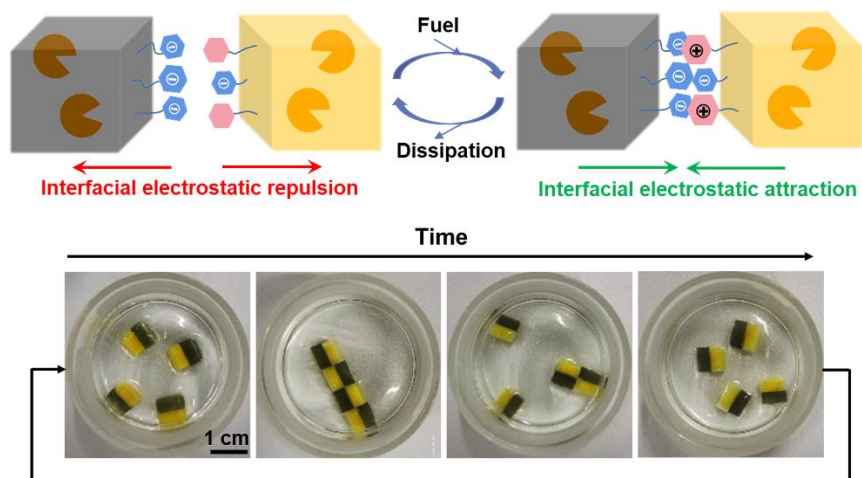 Fuel
Dissipation
Interfacial electrostatic repulsion
Interfacial electrostatic attraction
Time
1 cm